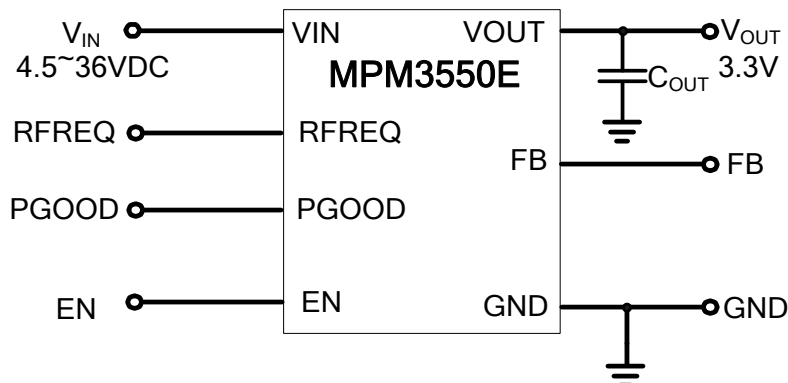 VIN
4.5~36VDC
VIN
VOUT
VOUT
3.3V
MPM3550E
COUT
RFREQ
RFREQ
FB
FB
PGOOD
PGOOD
EN
EN
GND
GND